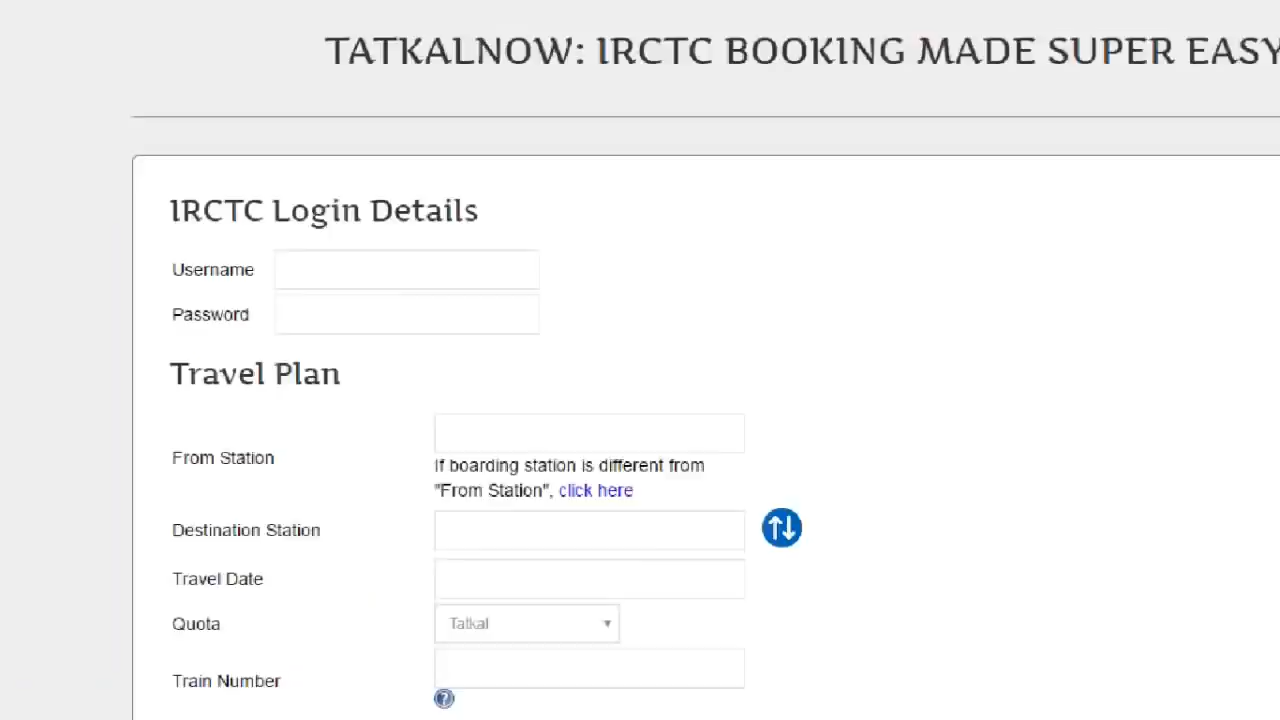 TATKALNOW: IRCTC BOOKING MADE SUPER EASY
IRCTC Login Details
Username
Password
Travel Plan
From Station
If boarding station is different from
"From Station", click here
Destination Station
Travel Date
Quota
Tatkal
Train Number
?